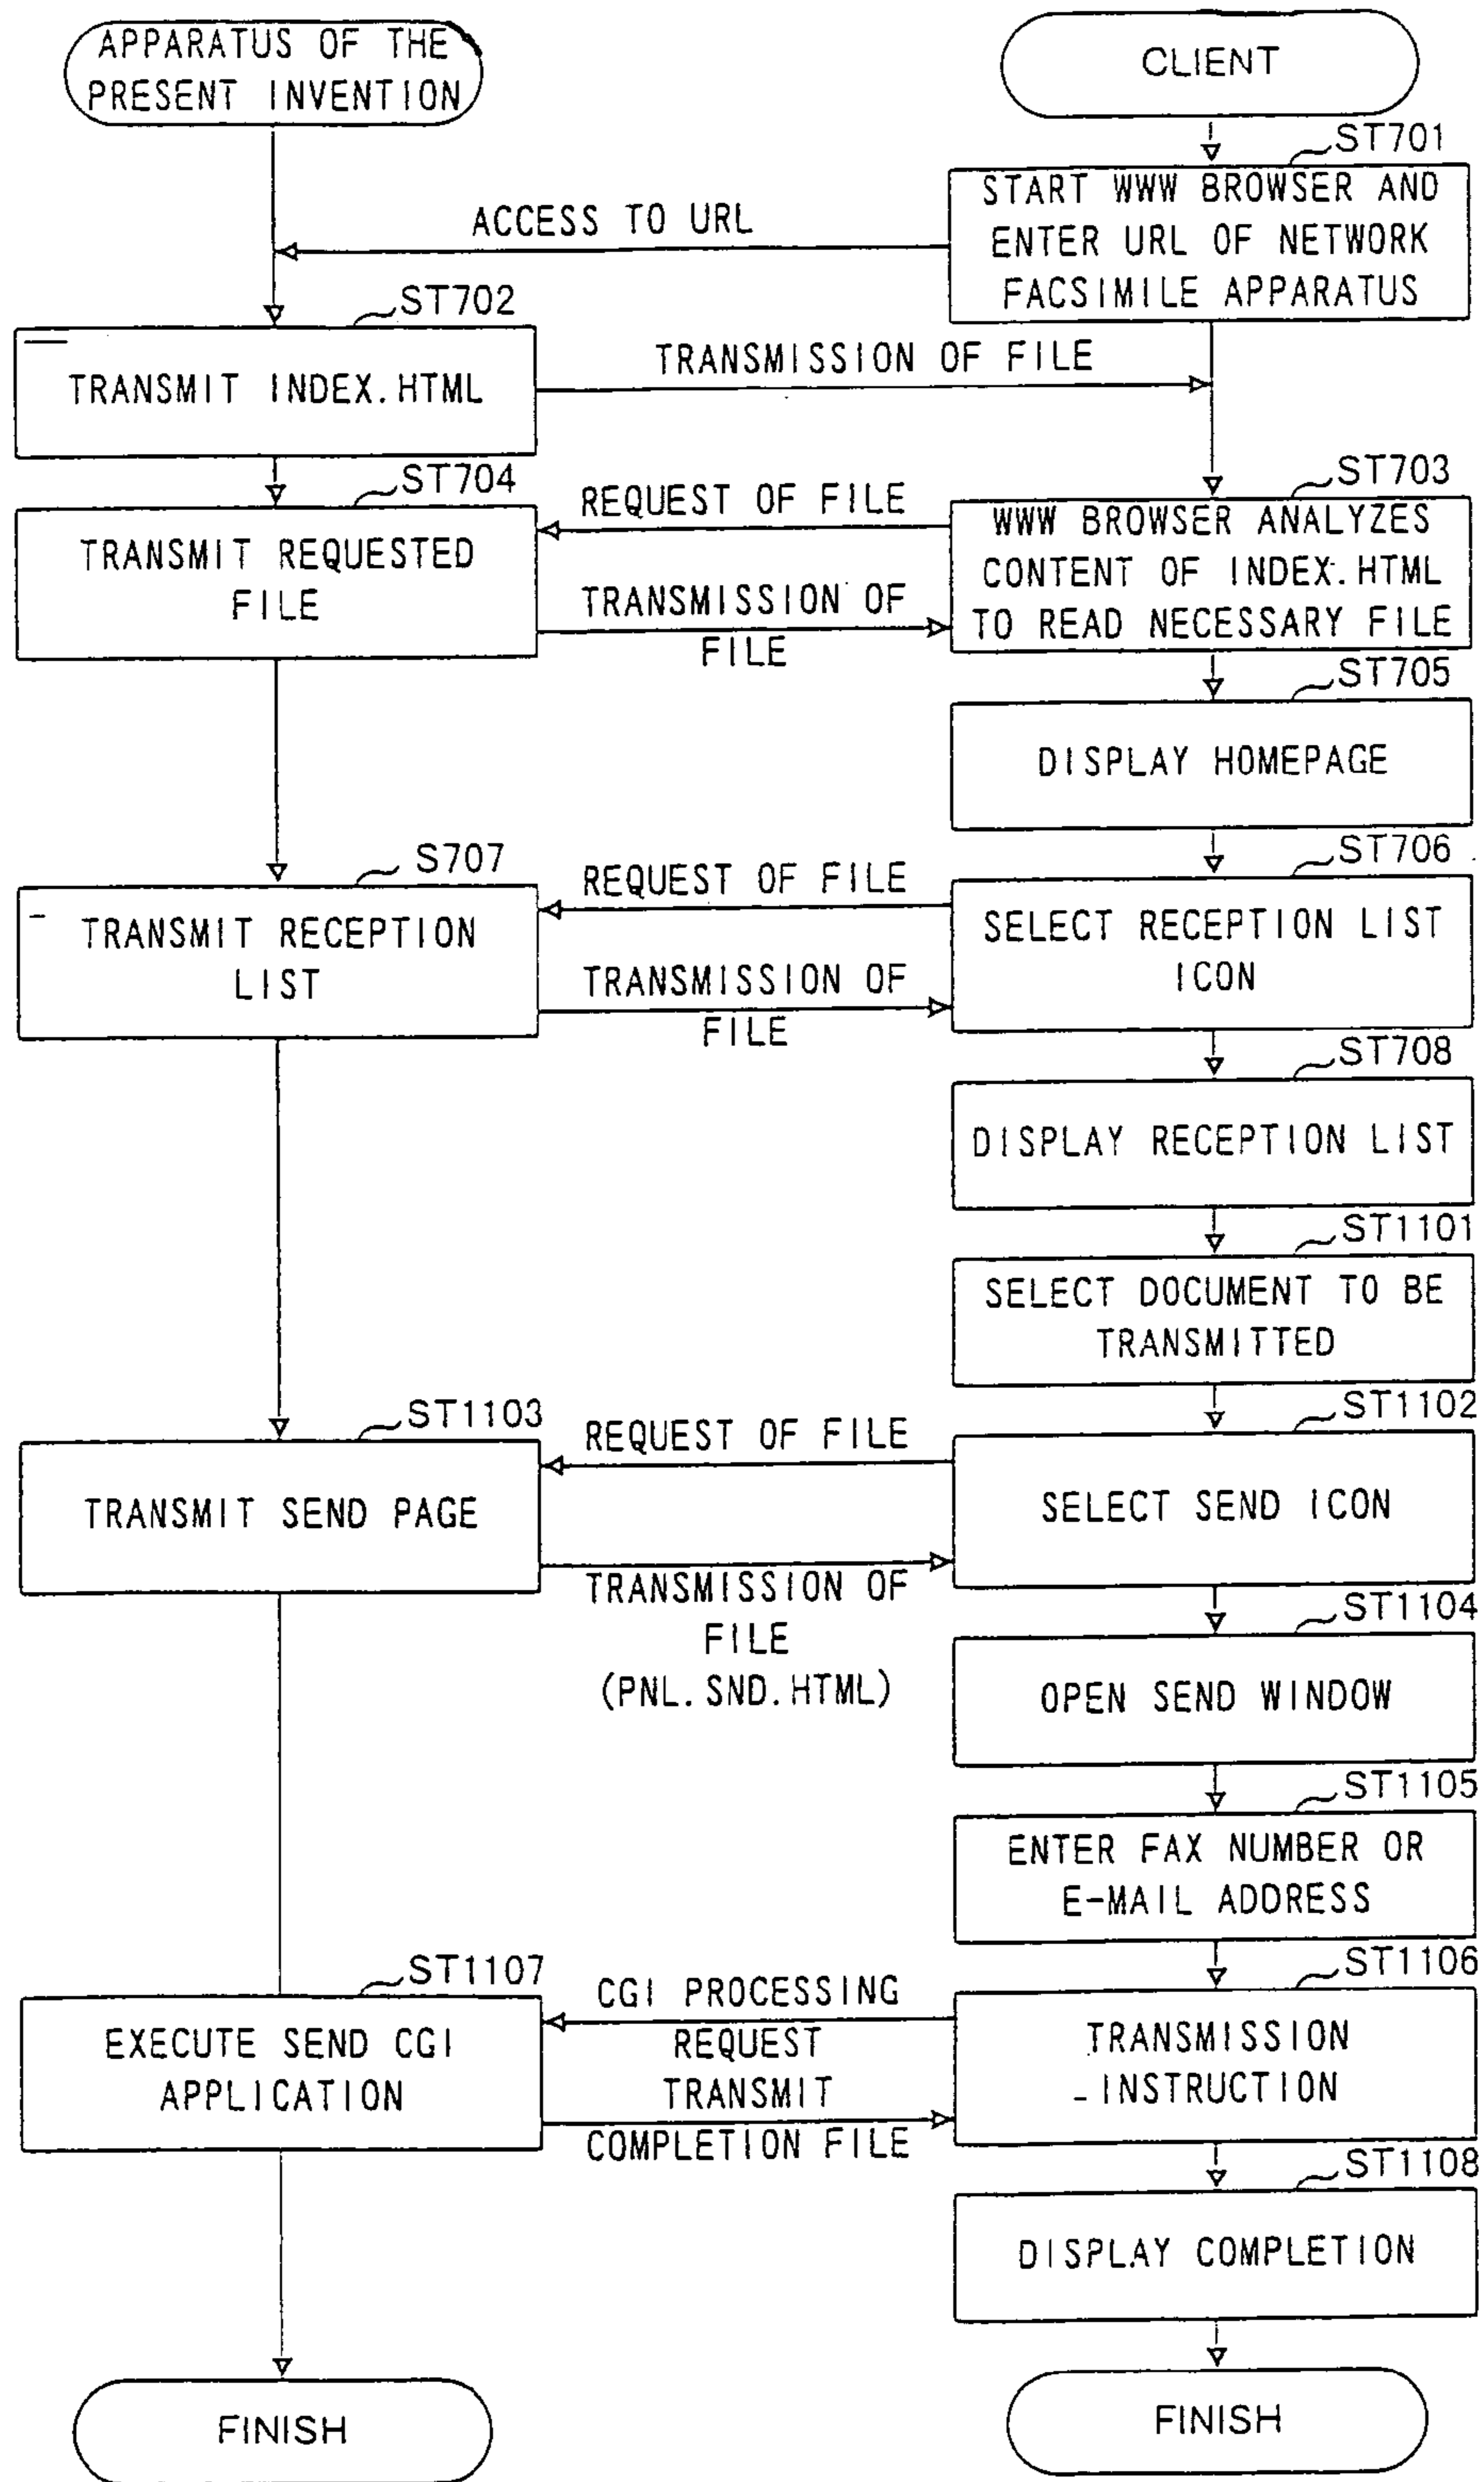 APPARATUS OF THE
PRESENT INVENTION
CLIENT
ST701
START WWW BROWSER AND
ENTER URL OF NETWORK
FACSIMILE APPARATUS
ACCESS TO URL
ST702
TRANSMIT INDEX.HTML
TRANSMISSION OF FILE
ST704
TRANSMIT REQUESTED
FILE
REQUEST OF FILE
TRANSMISSION OF
FILE
ST703
WWW BROWSER ANALYZES
CONTENT OF INDEX.HTML
TO READ NECESSARY FILE
ST705
DISPLAY HOMEPAGE
S707
TRANSMIT RECEPTION
LIST
REQUEST OF FILE
TRANSMISSION OF
FILE
ST706
SELECT RECEPTION LIST
ICON
ST708
DISPLAY RECEPTION LIST
ST1101
SELECT DOCUMENT TO BE
TRANSMITTED
ST1103
TRANSMIT SEND PAGE
REQUEST OF FILE
TRANSMISSION OF
FILE
(PNL.SND.HTML)
ST1102
SELECT SEND ICON
ST1104
OPEN SEND WINDOW
ST1105
ENTER FAX NUMBER OR
E-MAIL ADDRESS
ST1107
EXECUTE SEND CGI
APPLICATION
CGI PROCESSING
REQUEST
TRANSMIT
COMPLETION FILE
ST1106
TRANSMISSION
INSTRUCTION
ST1108
DISPLAY COMPLETION
FINISH
FINISH